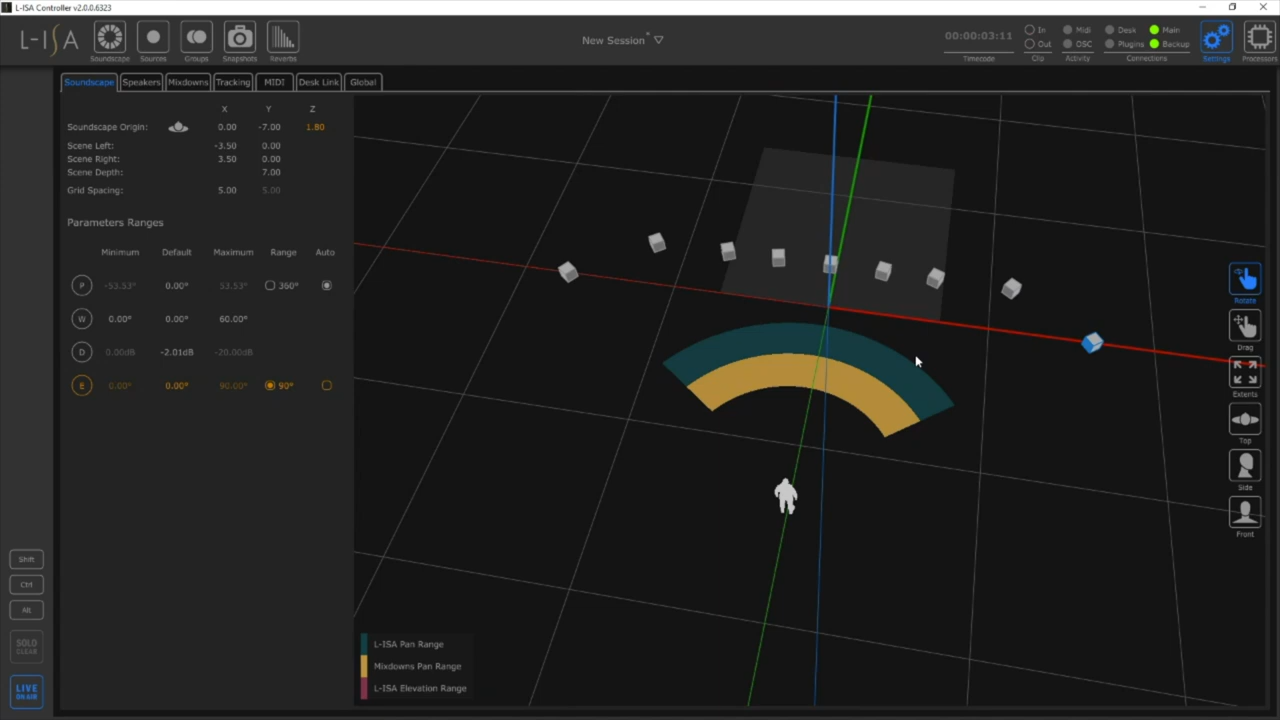 L-ISA Controller v2.0.0.6323
L-ISA
Soundscape
Sources
Groups
Snapshots
Reverbs
New Session* ▽
00:00:03:11
Timecode
In
Out
Clip
Midi
OSC
Activity
Desk
Main
Plugins
Backup
Connections
Settings
Processors
Soundscape
Speakers
Mixdowns
Tracking
MIDI
Desk Link
Global
X Y Z
Soundscape Origin: 0.00 -7.00 1.80
Scene Left: -3.50 0.00
Scene Right: 3.50 0.00
Scene Depth: 7.00
Grid Spacing: 5.00 5.00
Parameters Ranges
Minimum Default Maximum Range Auto
P -53.53° 0.00° 53.53° 360°
W 0.00° 0.00° 60.00°
D 0.00dB -2.01dB -20.00dB
E 0.00° 0.00° 90.00° 90°
Rotate
Drag
Extents
Top
Side
Front
Shift
Ctrl
Alt
SOLO
CLEAR
LIVE
ON AIR
L-ISA Pan Range
Mixdowns Pan Range
L-ISA Elevation Range